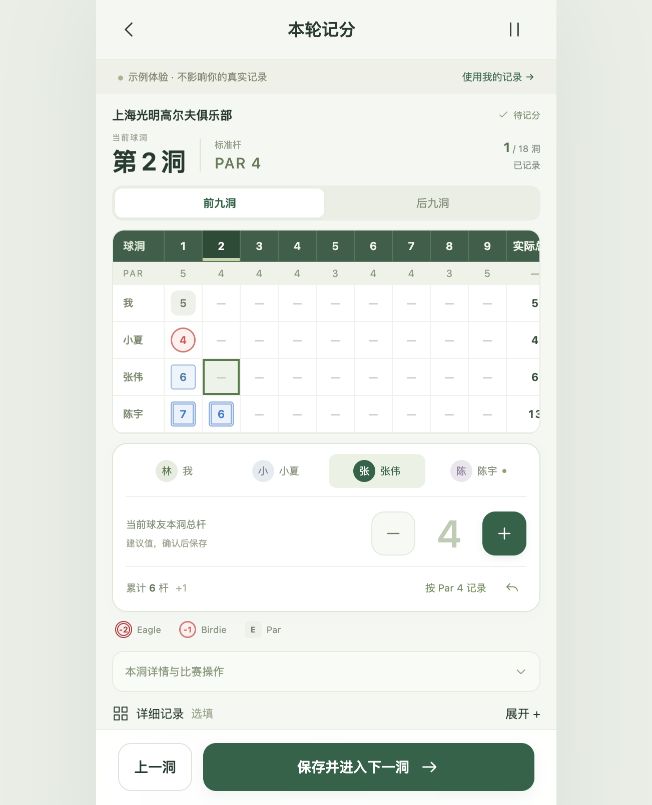 本轮记分
示例体验 · 不影响你的真实记录
使用我的记录 →
上海光明高尔夫俱乐部
待记分
当前球洞
第 2 洞
标准杆
PAR 4
1 / 18 洞
已记录
前九洞
后九洞
球洞 1 2 3 4 5 6 7 8 9 实际总
PAR 5 4 4 4 3 4 4 3 5 —
我 5 — — — — — — — — 5
小夏 4 — — — — — — — — 4
张伟 6 — — — — — — — — 6
陈宇 7 6 — — — — — — — 13
林 我
小 小夏
张 张伟
陈 陈宇
当前球友本洞总杆
建议值，确认后保存
— 4 +
累计 6 杆 +1
按 Par 4 记录
-2 Eagle
-1 Birdie
E Par
本洞详情与比赛操作
详细记录 选填
展开 +
上一洞
保存并进入下一洞 →